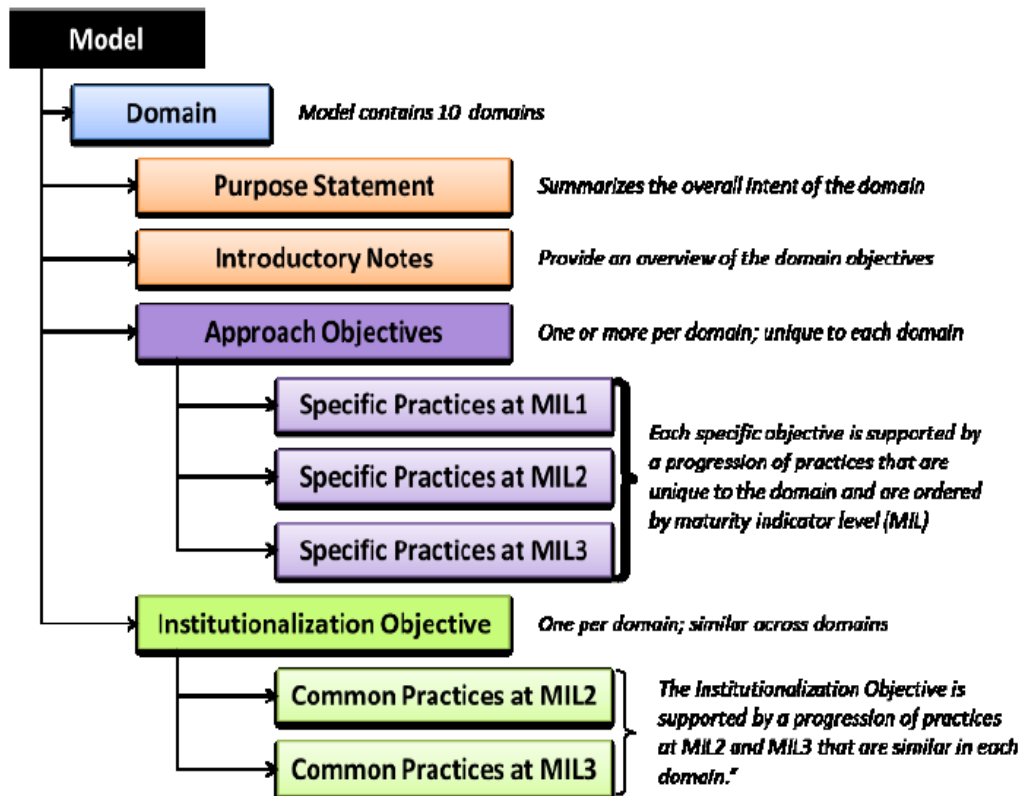 Model
Domain
Model contains 10 domains
Purpose Statement
Summarizes the overall intent of the domain
Introductory Notes
Provide an overview of the domain objectives
Approach Objectives
One or more per domain; unique to each domain
Specific Practices at MIL1
Specific Practices at MIL2
Specific Practices at MIL3
Each specific objective is supported by
a progression of practices that are
unique to the domain and are ordered
by maturity indicator level (MIL)
Institutionalization Objective
One per domain; similar across domains
Common Practices at MIL2
Common Practices at MIL3
The Institutionalization Objective is
supported by a progression of practices
at MIL2 and MIL3 that are similar in each
domain."